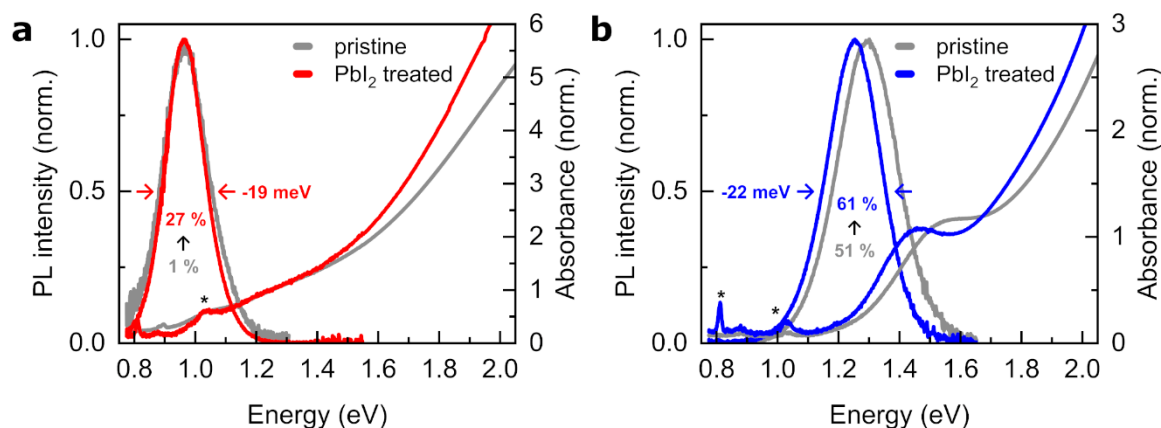 a
pristine
PbI₂ treated
-19 meV
27 %
1 %
*
1.0
0.5
0.0
PL intensity (norm.)
6
5
4
3
2
1
0
Absorbance (norm.)
0.8 1.0 1.2 1.4 1.6 1.8 2.0
Energy (eV)
b
pristine
PbI₂ treated
-22 meV
61 %
51 %
*
*
1.0
0.5
0.0
PL intensity (norm.)
3
2
1
0
Absorbance (norm.)
0.8 1.0 1.2 1.4 1.6 1.8 2.0
Energy (eV)